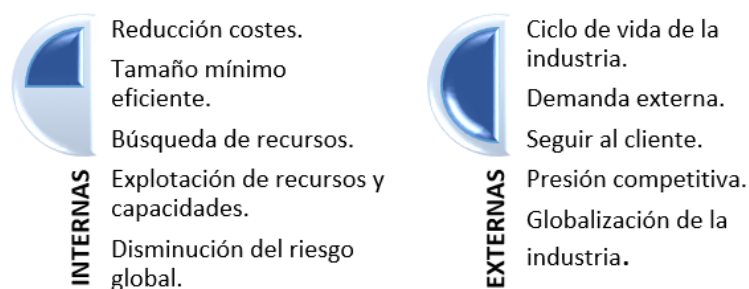 INTERNAS
Reducción costes.
Tamaño mínimo
eficiente.
Búsqueda de recursos.
Explotación de recursos y
capacidades.
Disminución del riesgo
global.
EXTERNAS
Ciclo de vida de la
industria.
Demanda externa.
Seguir al cliente.
Presión competitiva.
Globalización de la
industria.